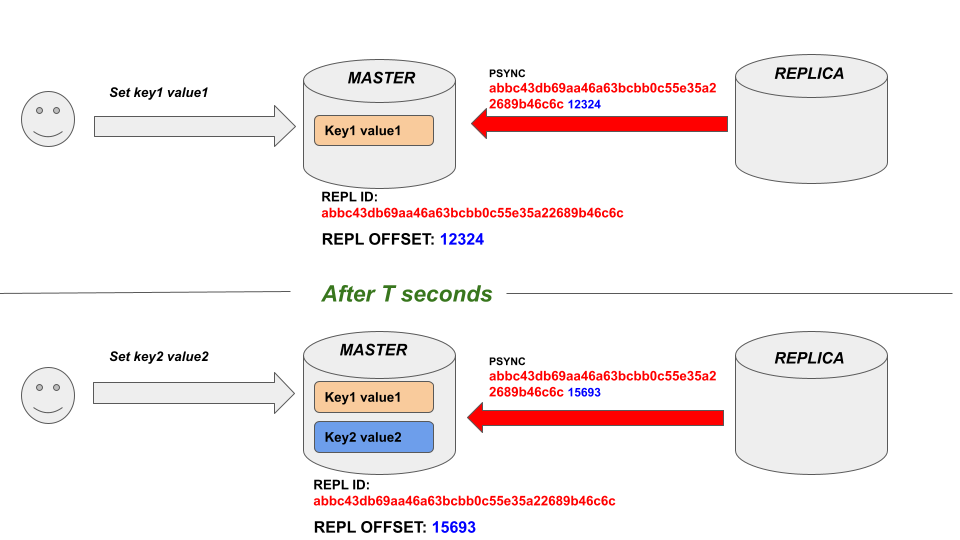 MASTER
REPLICA
Set key1 value1
PSYNC
abbc43db69aa46a63bcbb0c55e35a2
2689b46c6c 12324
Key1 value1
REPL ID:
abbc43db69aa46a63bcbb0c55e35a22689b46c6c
REPL OFFSET: 12324
After T seconds
MASTER
REPLICA
Set key2 value2
PSYNC
abbc43db69aa46a63bcbb0c55e35a2
2689b46c6c 15693
Key1 value1
Key2 value2
REPL ID:
abbc43db69aa46a63bcbb0c55e35a22689b46c6c
REPL OFFSET: 15693